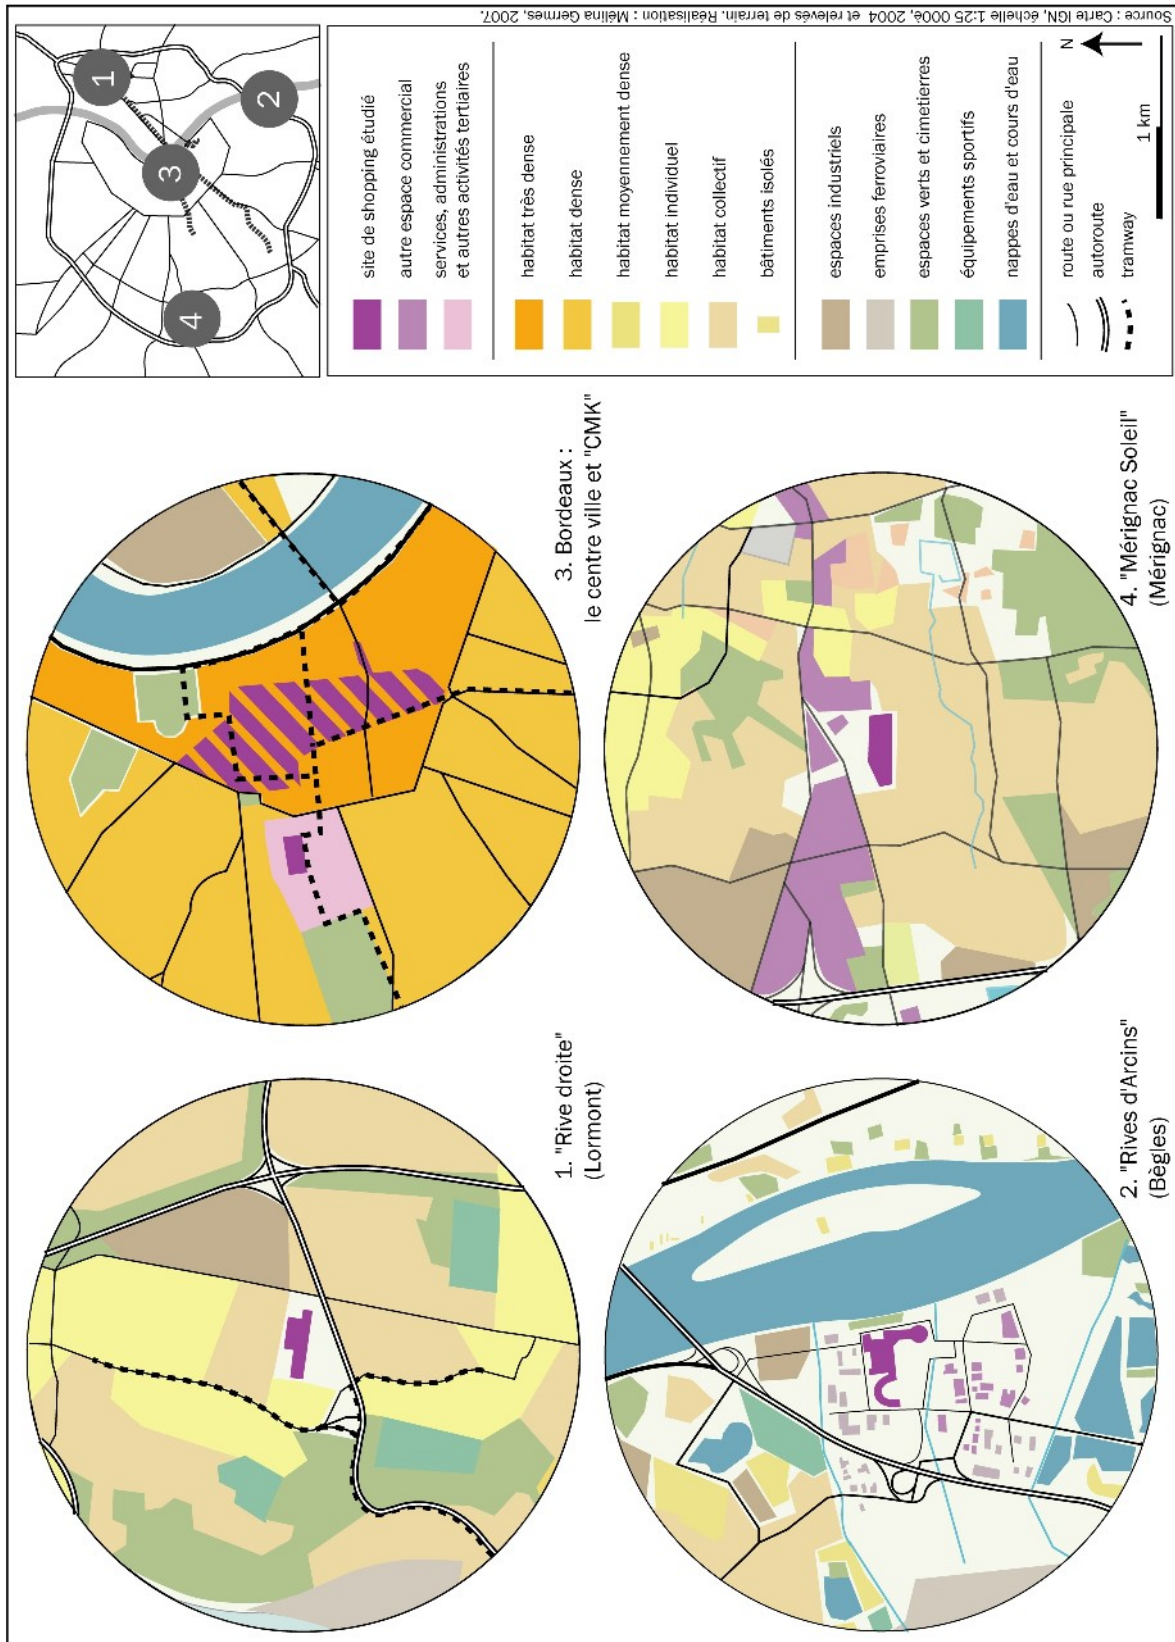 1. "Rive droite"
(Lormont)
3. Bordeaux :
le centre ville et "CMK"
2. "Rives d'Arcins"
(Bègles)
4. "Mérignac Soleil"
(Mérignac)
1
2
3
4
site de shopping étudié
autre espace commercial
services, administrations
et autres activités tertiaires
habitat très dense
habitat dense
habitat moyennement dense
habitat individuel
habitat collectif
bâtiments isolés
espaces industriels
emprises ferroviaires
espaces verts et cimetierres
équipements sportifs
nappes d'eau et cours d'eau
route ou rue principale
autoroute
tramway
N
1 km
Source : Carte IGN, échelle 1:25 000è, 2004 et relevés de terrain. Réalisation : Mélina Germes, 2007.